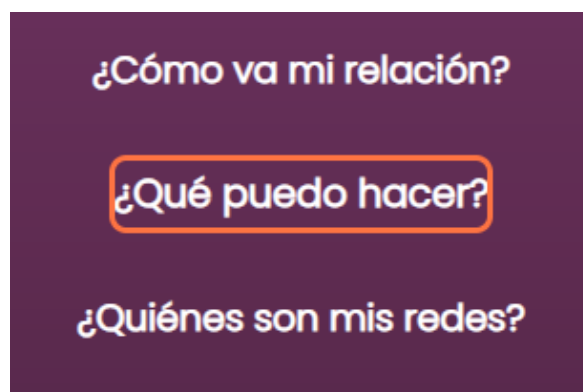 ¿Cómo va mi relación?
¿Qué puedo hacer?
¿Quiénes son mis redes?